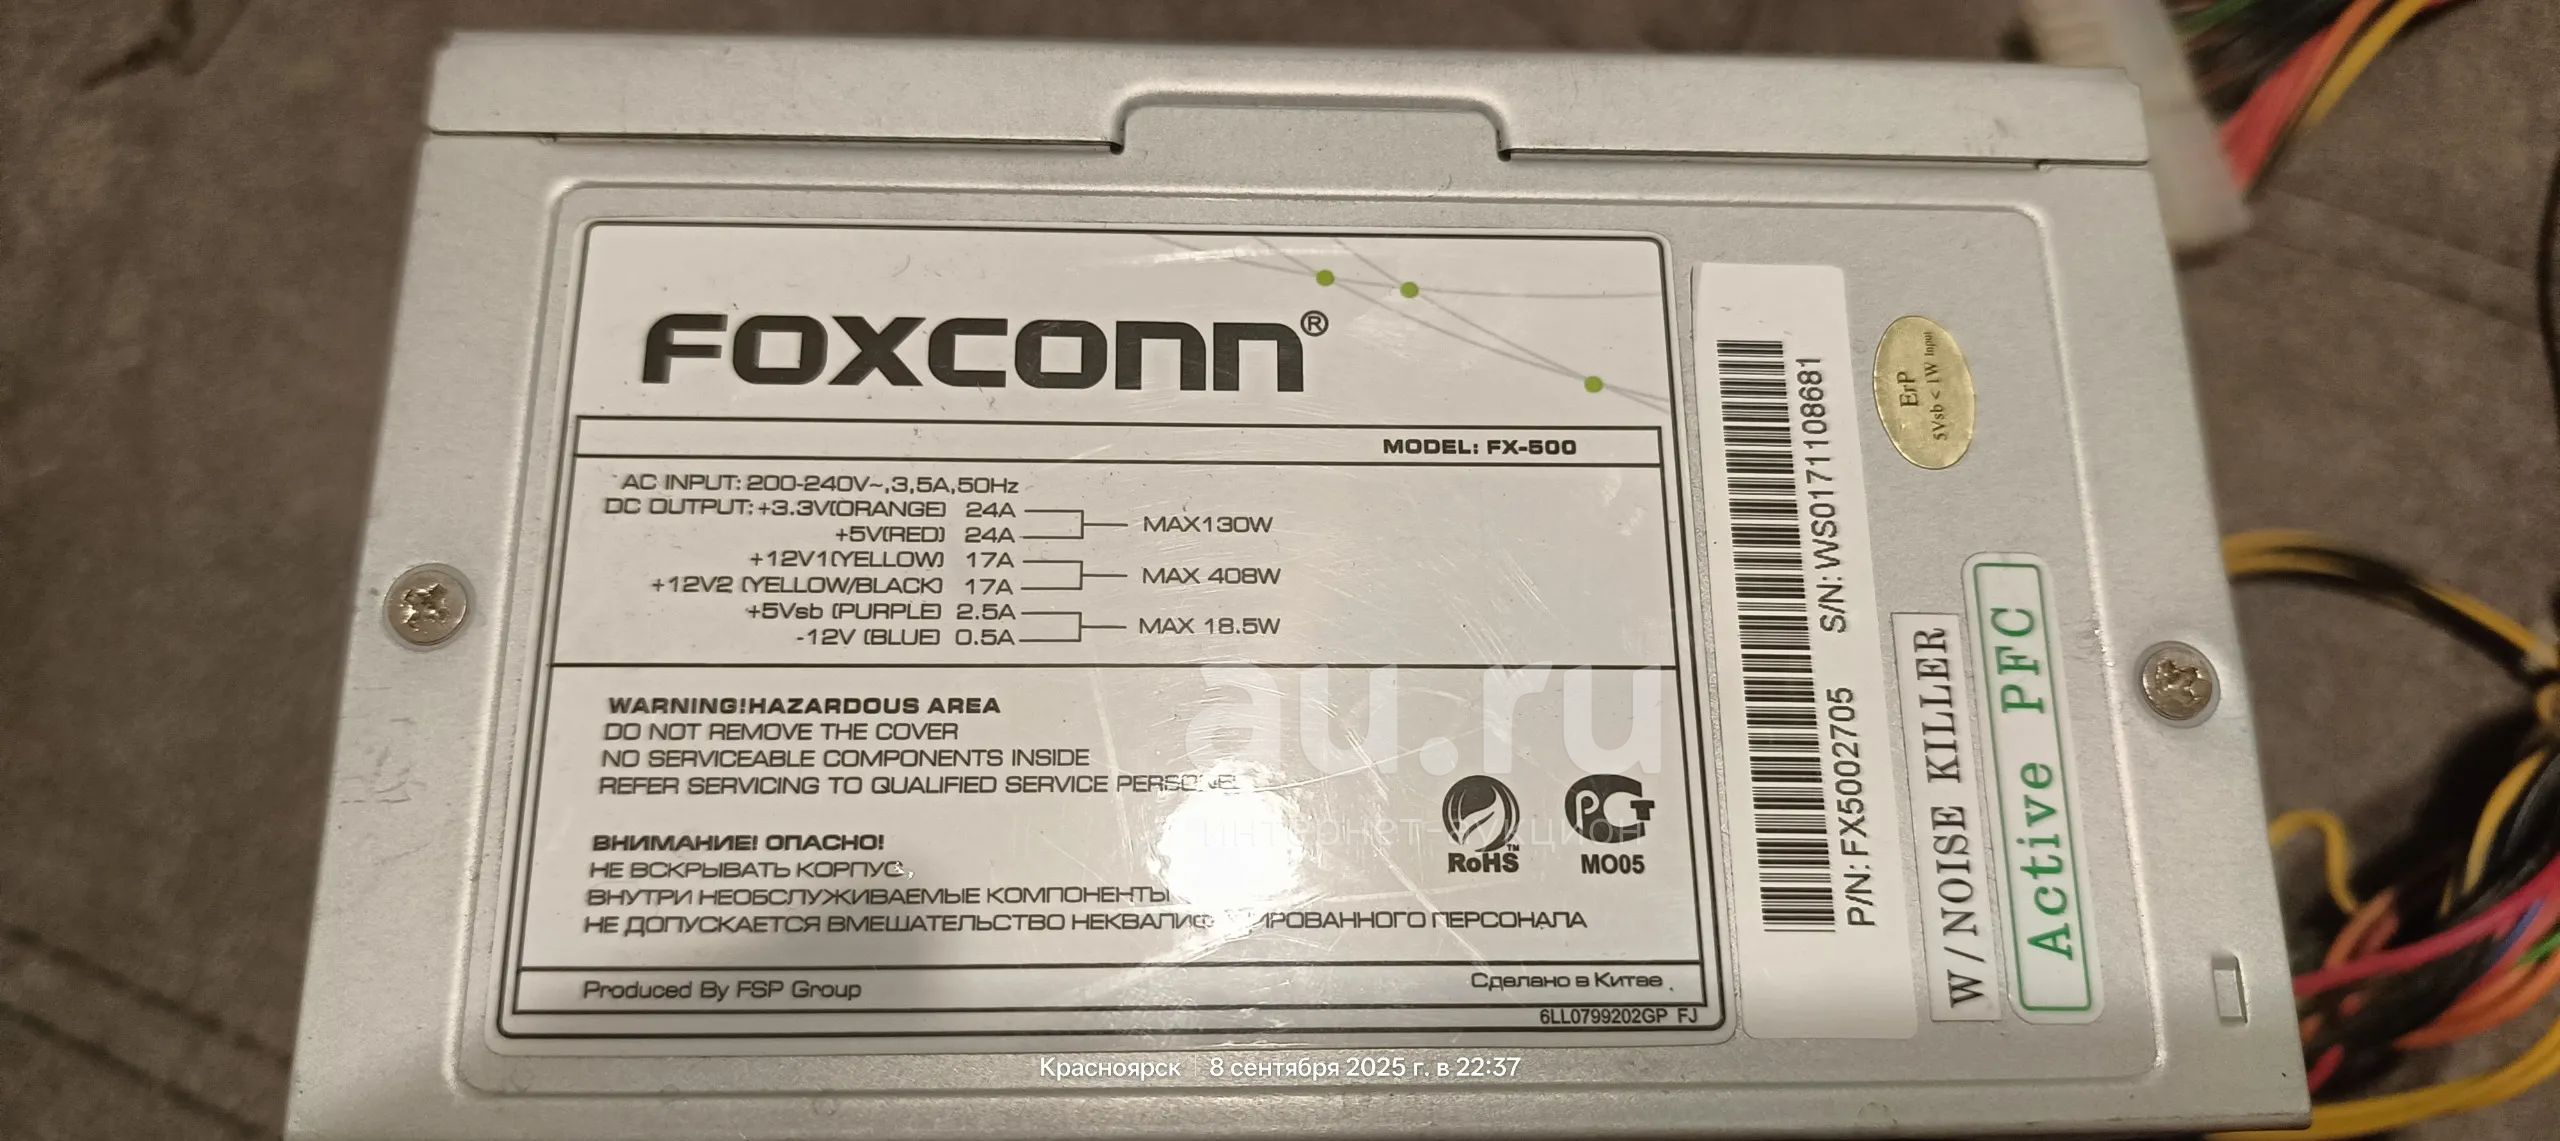 FOXCONN®
MODEL: FX-500
AC INPUT: 200-240V~,3,5A,50Hz
DC OUTPUT: +3.3V(ORANGE) 24A
+5V(RED) 24A
MAX130W
+12V1(YELLOW) 17A
+12V2 (YELLOW/BLACK) 17A
MAX 408W
+5Vsb (PURPLE) 2.5A
-12V (BLUE) 0.5A
MAX 18.5W
WARNING!HAZARDOUS AREA
DO NOT REMOVE THE COVER
NO SERVICEABLE COMPONENTS INSIDE
REFER SERVICING TO QUALIFIED SERVICE
ВНИМАНИЕ! ОПАСНО!
НЕ ВСКРЫВАТЬ КОРПУС,
ВНУТРИ НЕОБСЛУЖИВАЕМЫЕ КОМПОНЕНТЫ
НЕ ДОПУСКАЕТСЯ ВМЕШАТЕЛЬСТВО ПЕРСОНАЛА
RoHS™
РСТ
МО05
Produced By FSP Group
Сделано в Китае
6LL0799202GP FJ
S/N: WS0171108681
P/N: FX5002705
ErP
5Vsb < 1W Input
W/NOISE KILLER
Active PFC
au.ru
интернет-аукцион
Красноярск | 8 сентября 2025 г. в 22:37